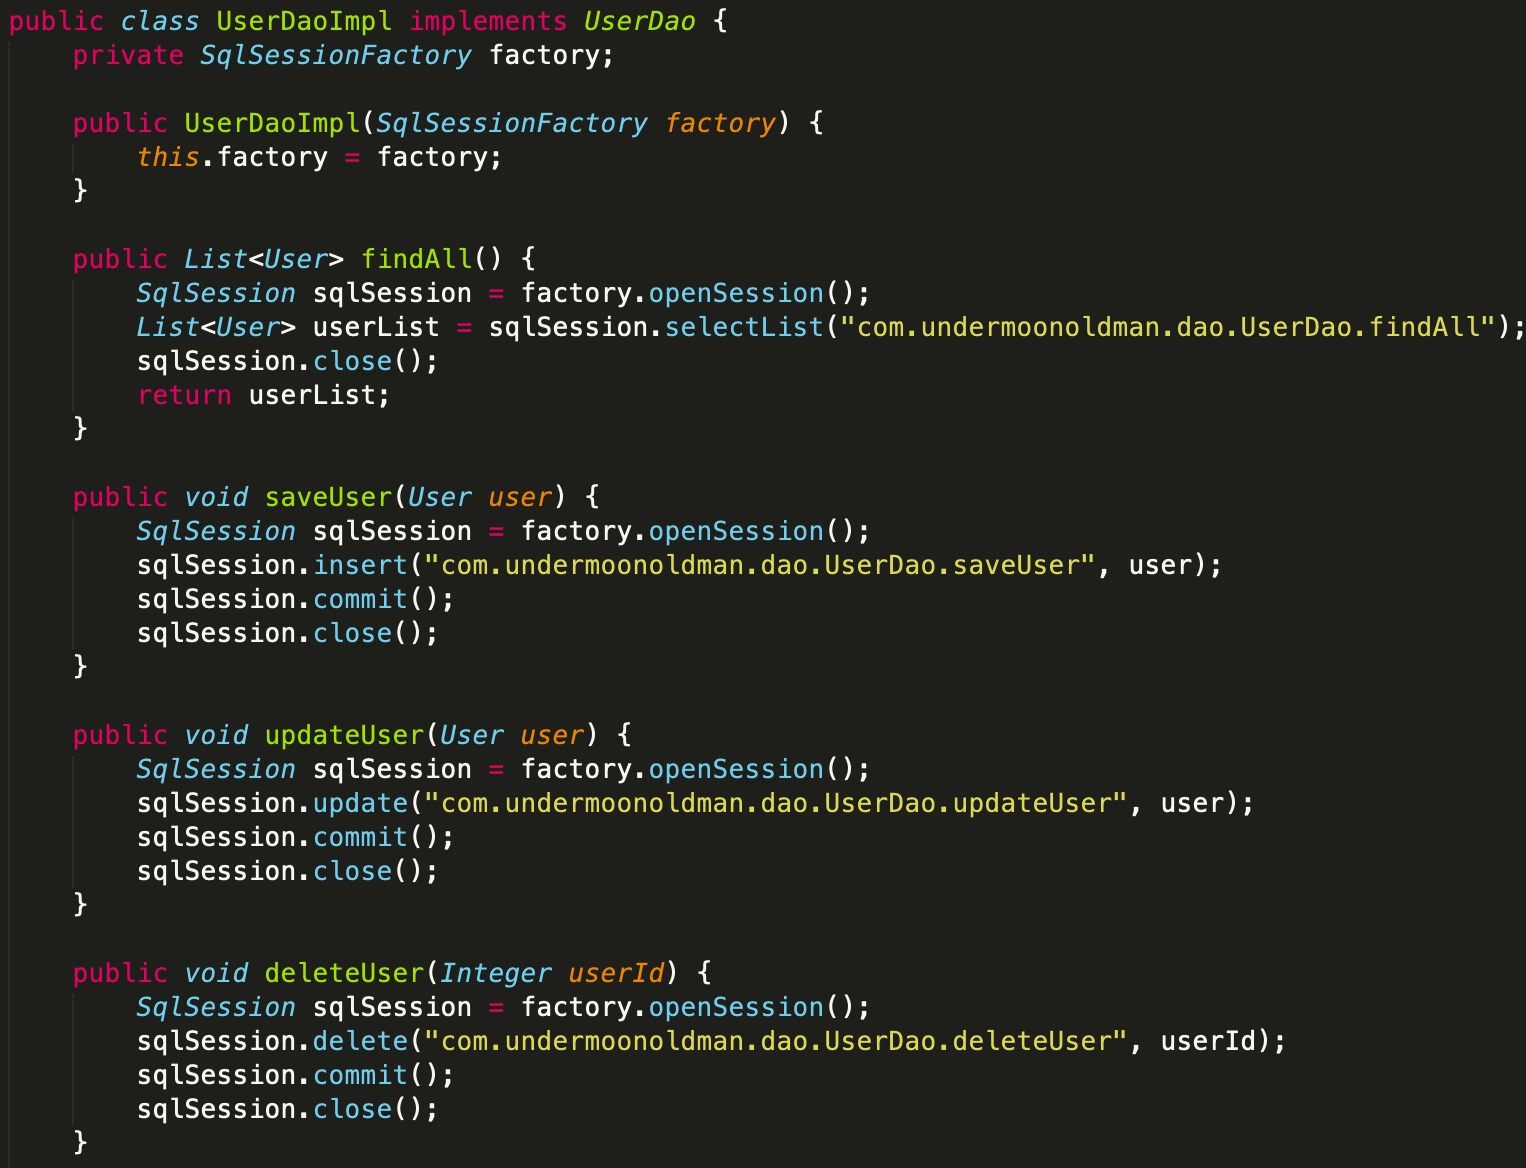 public class UserDaoImpl implements UserDao {
    private SqlSessionFactory factory;

    public UserDaoImpl(SqlSessionFactory factory) {
        this.factory = factory;
    }

    public List<User> findAll() {
        SqlSession sqlSession = factory.openSession();
        List<User> userList = sqlSession.selectList("com.undermoonoldman.dao.UserDao.findAll");
        sqlSession.close();
        return userList;
    }

    public void saveUser(User user) {
        SqlSession sqlSession = factory.openSession();
        sqlSession.insert("com.undermoonoldman.dao.UserDao.saveUser", user);
        sqlSession.commit();
        sqlSession.close();
    }

    public void updateUser(User user) {
        SqlSession sqlSession = factory.openSession();
        sqlSession.update("com.undermoonoldman.dao.UserDao.updateUser", user);
        sqlSession.commit();
        sqlSession.close();
    }

    public void deleteUser(Integer userId) {
        SqlSession sqlSession = factory.openSession();
        sqlSession.delete("com.undermoonoldman.dao.UserDao.deleteUser", userId);
        sqlSession.commit();
        sqlSession.close();
    }